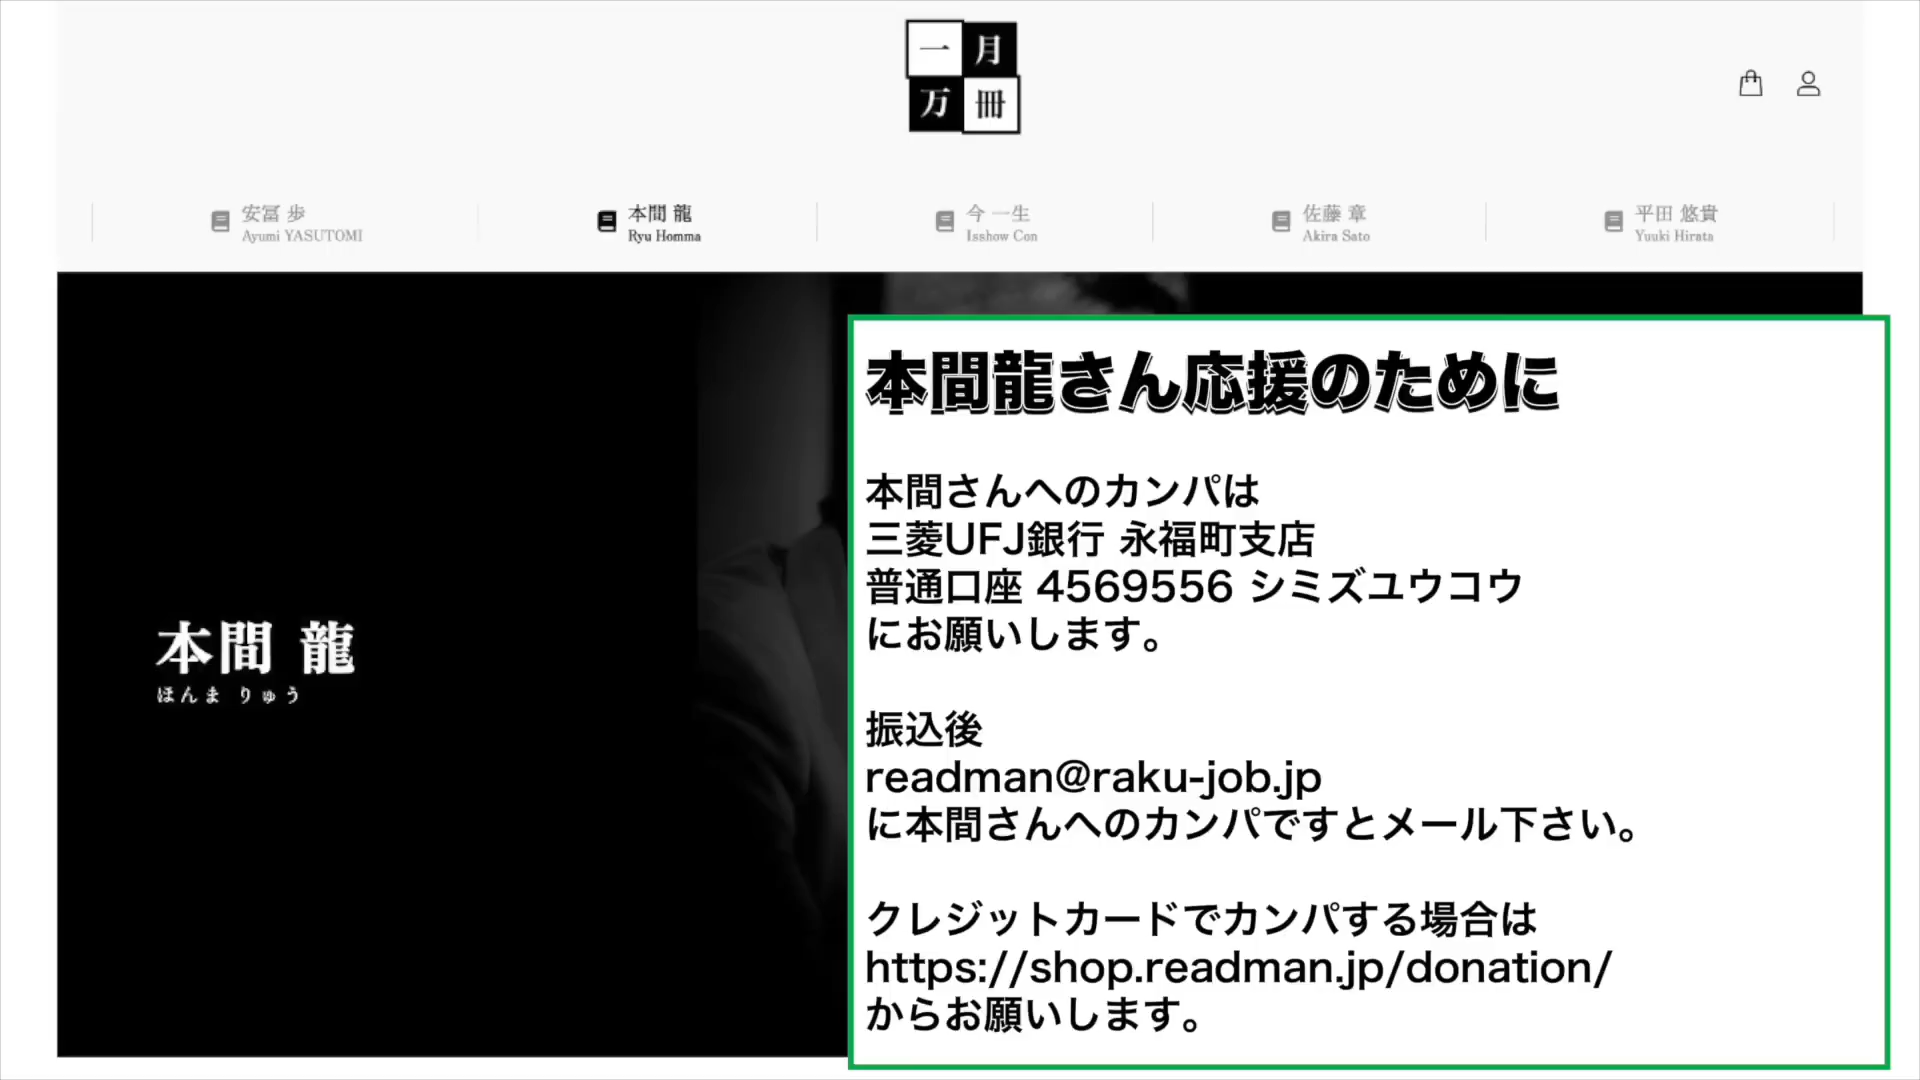 一月
万冊
安冨 歩
Ayumi YASUTOMI
本間 龍
Ryu Homma
今 一生
Isshow Con
佐藤 章
Akira Sato
平田 悠貴
Yuuki Hirata
本間 龍
ほんま りゅう
本間龍さん応援のために
本間さんへのカンパは
三菱UFJ銀行 永福町支店
普通口座 4569556 シミズユウコウ
にお願いします。
振込後
readman@raku-job.jp
に本間さんへのカンパですとメール下さい。
クレジットカードでカンパする場合は
https://shop.readman.jp/donation/
からお願いします。